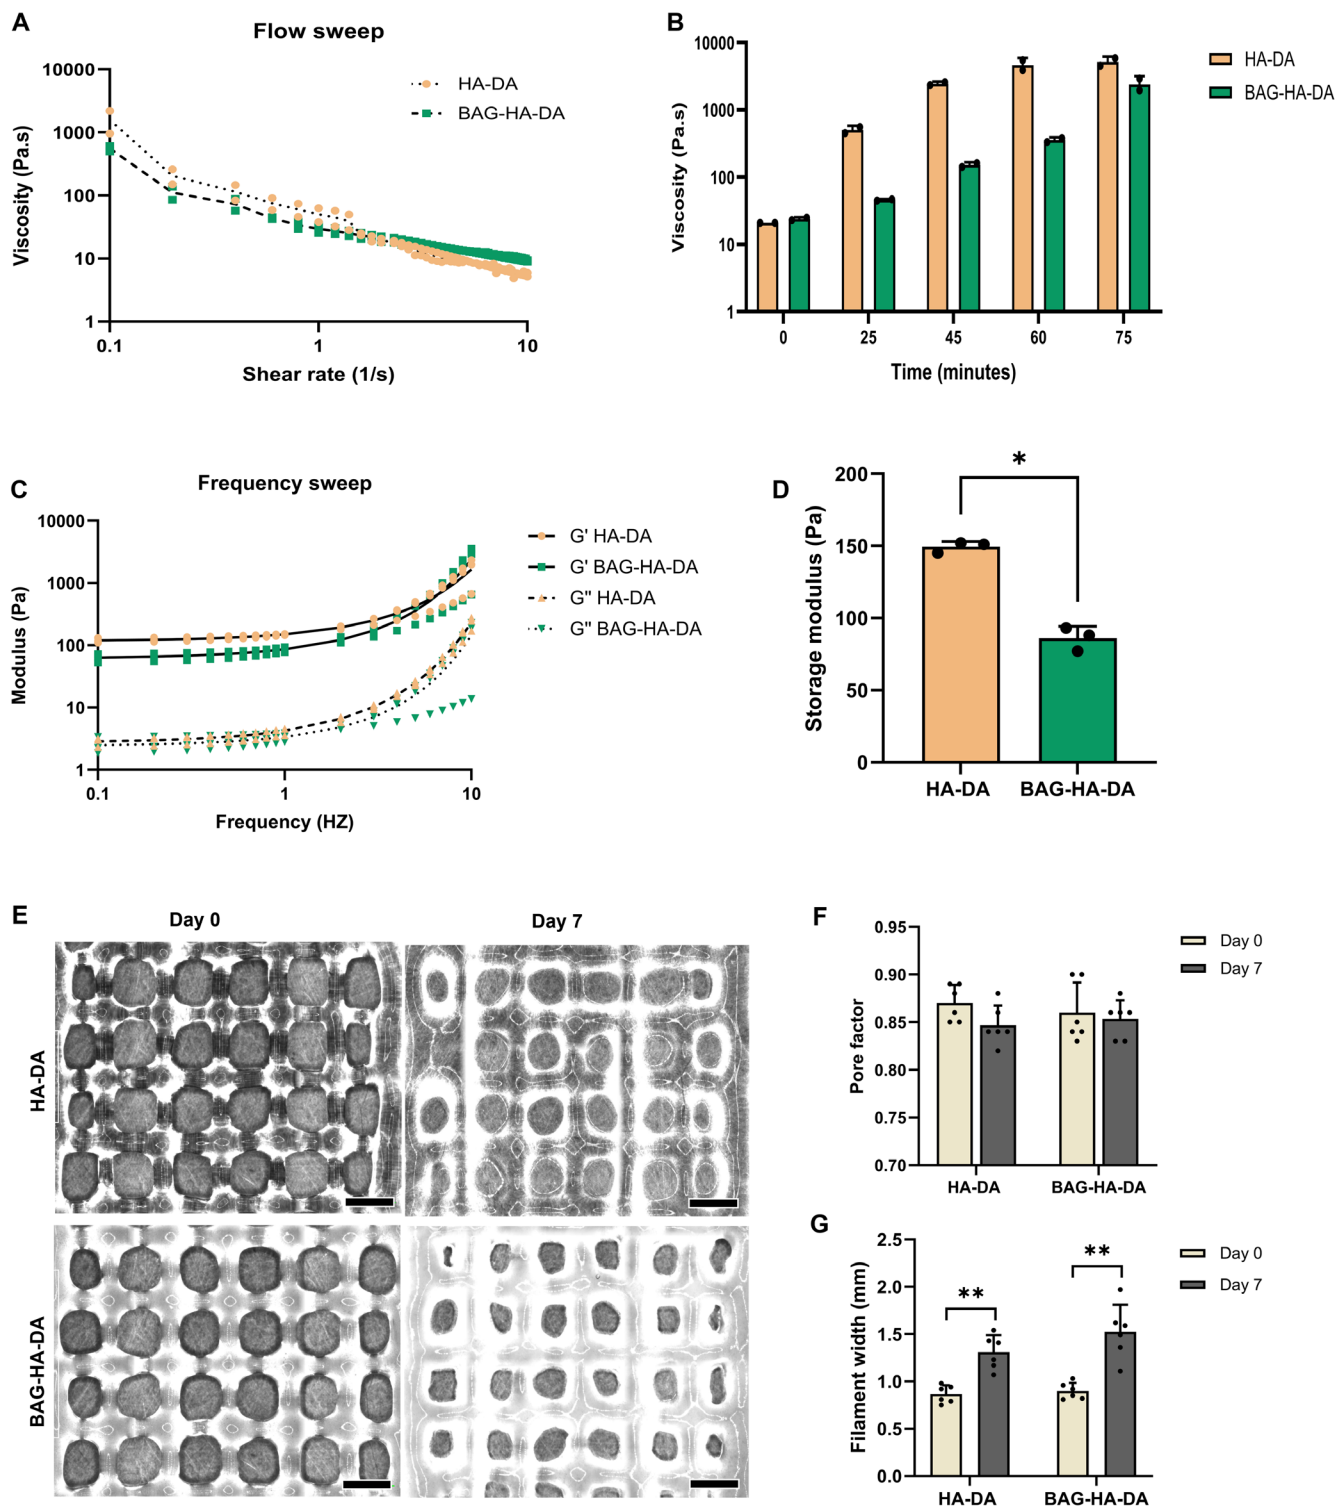 A
Flow sweep
Viscosity (Pa.s)
10000
1000
100
10
1
0.1
1
10
Shear rate (1/s)
HA-DA
BAG-HA-DA
B
Viscosity (Pa.s)
10000
1000
100
10
1
0
25
45
60
75
Time (minutes)
HA-DA
BAG-HA-DA
C
Frequency sweep
Modulus (Pa)
10000
1000
100
10
1
0.1
1
10
Frequency (HZ)
G' HA-DA
G' BAG-HA-DA
G" HA-DA
G" BAG-HA-DA
D
Storage modulus (Pa)
200
150
100
50
0
*
HA-DA
BAG-HA-DA
E
Day 0
Day 7
HA-DA
BAG-HA-DA
F
Pore factor
0.95
0.90
0.85
0.80
0.75
0.70
HA-DA
BAG-HA-DA
Day 0
Day 7
G
Filament width (mm)
2.5
2.0
1.5
1.0
0.5
0.0
**
**
HA-DA
BAG-HA-DA
Day 0
Day 7